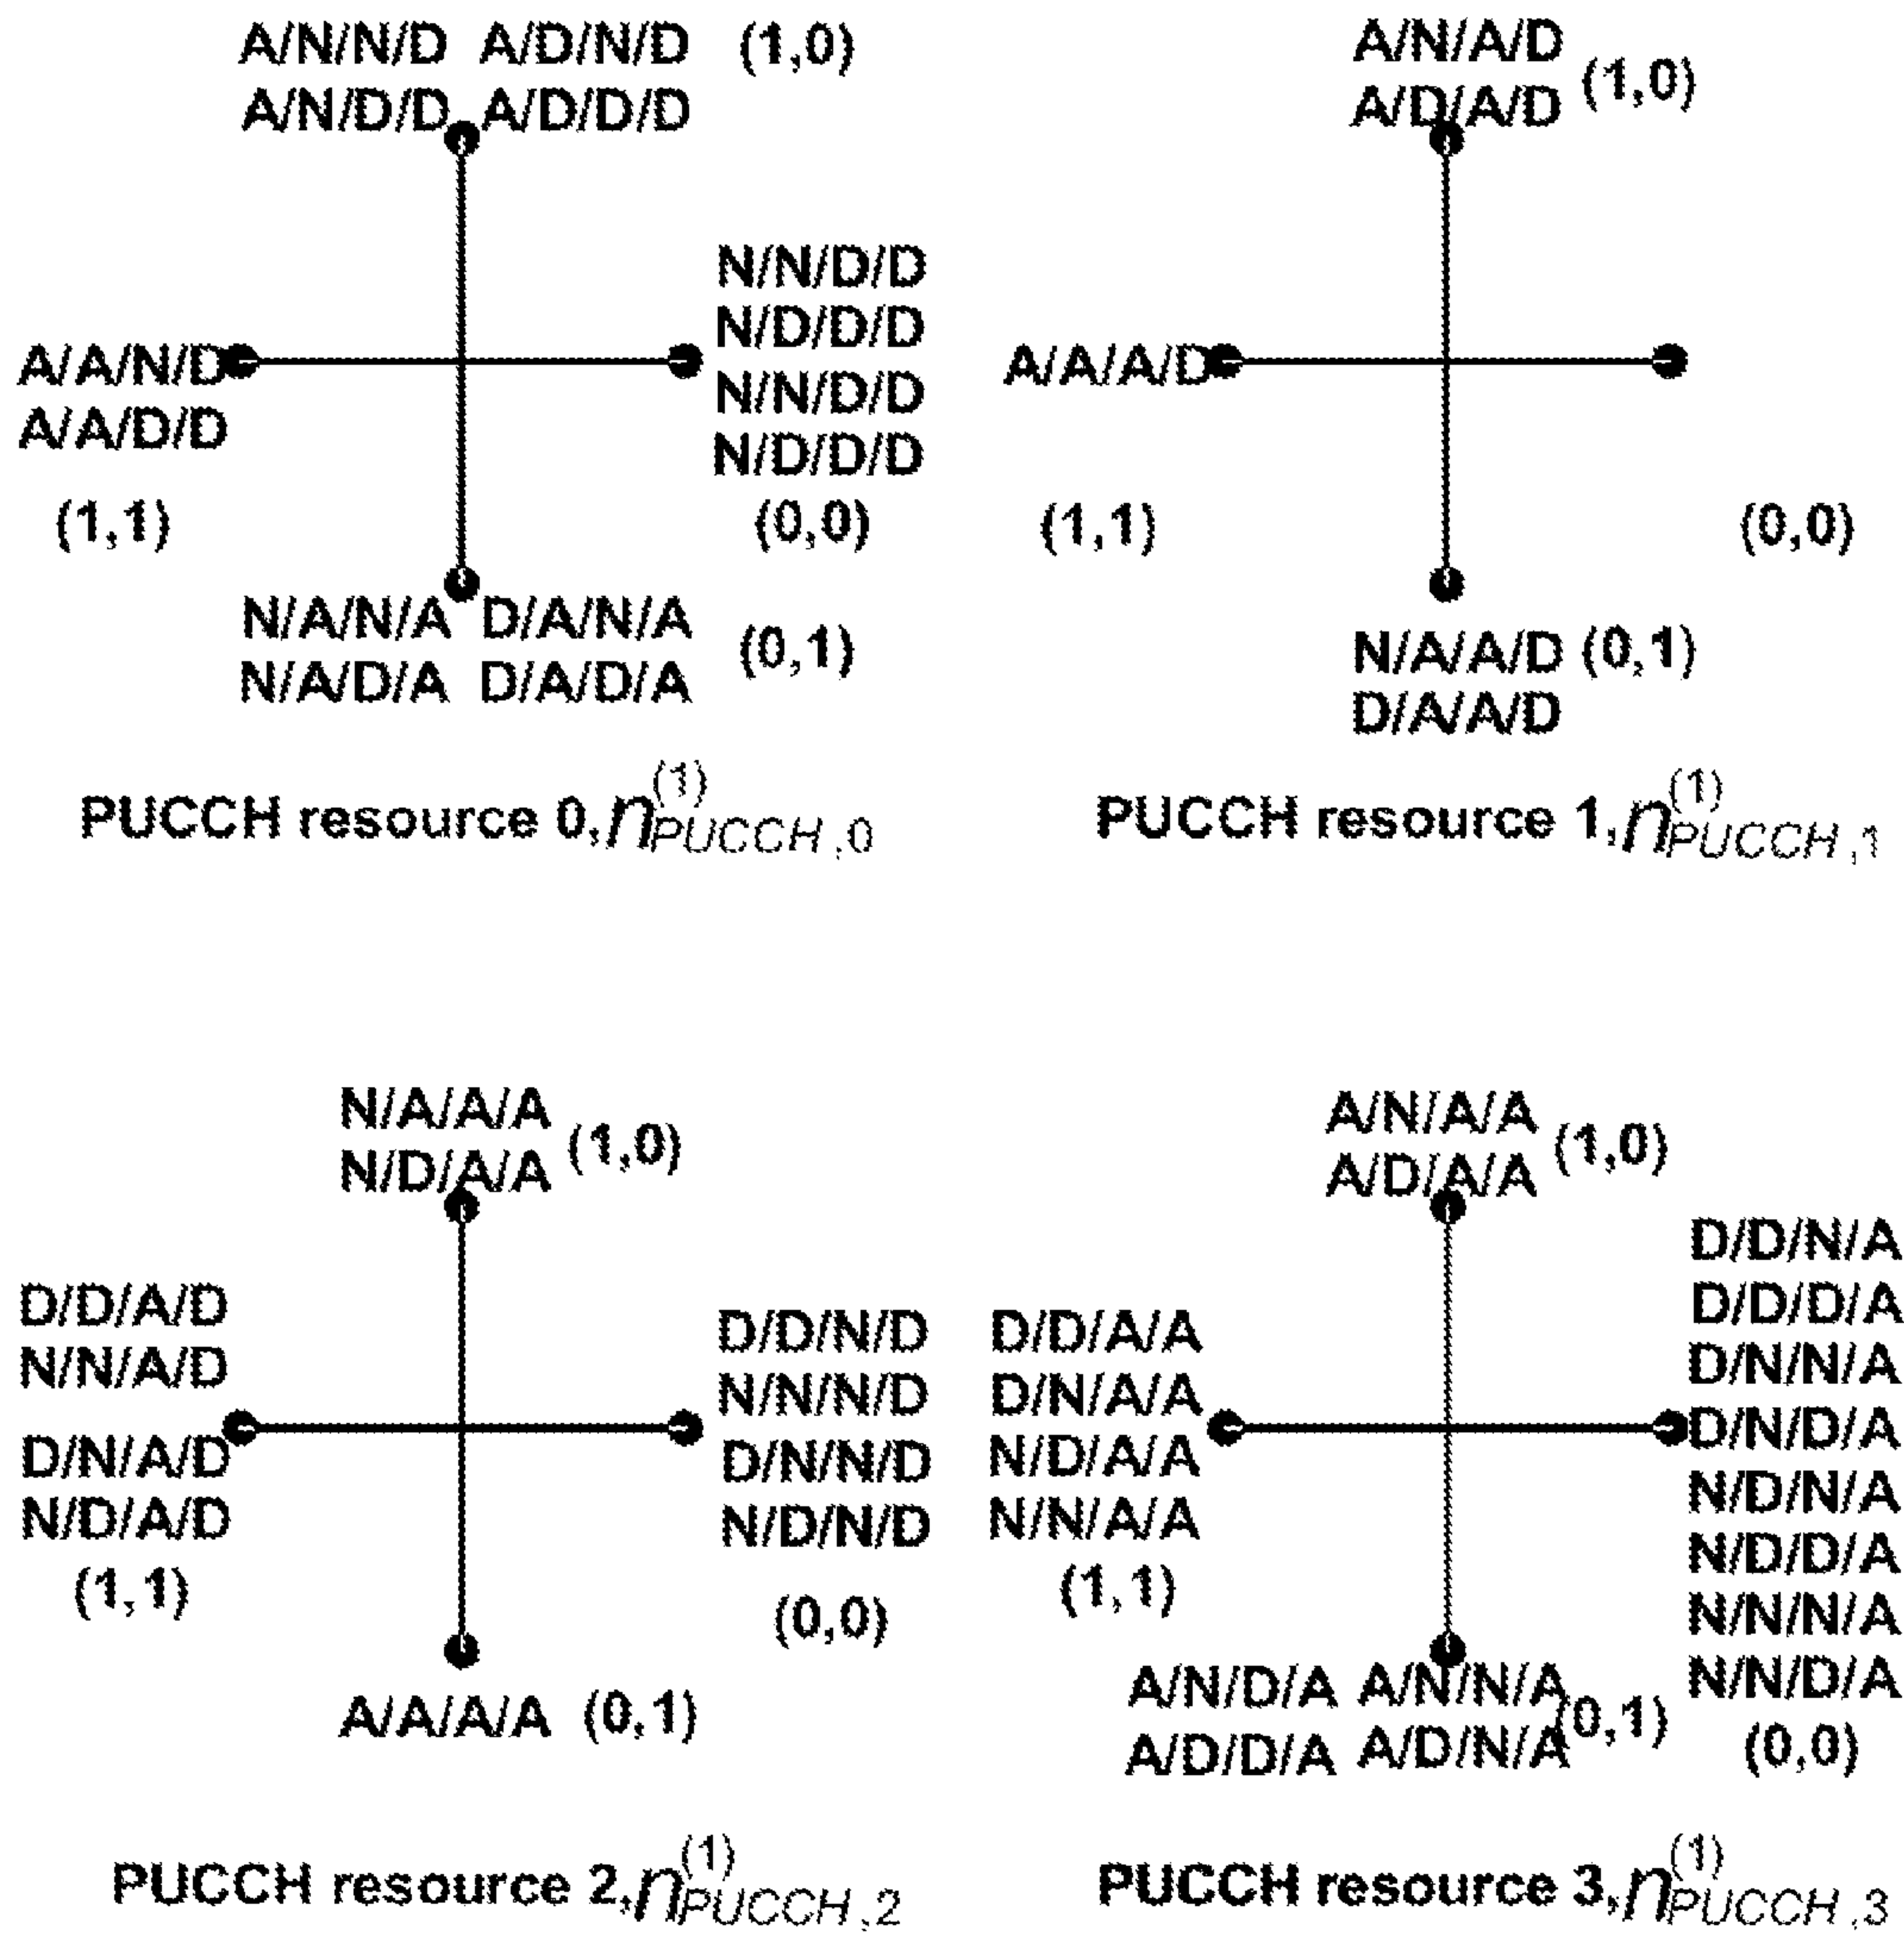 A/N/N/D A/D/N/D (1,0)
A/N/D/D A/D/D/D
N/N/D/D
N/D/D/D
A/A/N/D
N/N/D/D
A/A/D/D
N/D/D/D
(1,1)
(0,0)
N/A/N/A D/A/N/A (0,1)
N/A/D/A D/A/D/A
PUCCH resource 0, n(1)PUCCH,0
A/N/A/D (1,0)
A/D/A/D
A/A/A/D
(1,1)
(0,0)
N/A/A/D (0,1)
D/A/A/D
PUCCH resource 1, n(1)PUCCH,1
N/A/A/A (1,0)
N/D/A/A
D/D/A/D
N/N/A/D
D/N/A/D
N/D/A/D
(1,1)
D/D/N/D
N/N/N/D
D/N/N/D
N/D/N/D
(0,0)
A/A/A/A (0,1)
PUCCH resource 2, n(1)PUCCH,2
A/N/A/A (1,0)
A/D/A/A
D/D/A/A
D/N/A/A
N/D/A/A
N/N/A/A
(1,1)
D/D/N/A
D/D/D/A
D/N/N/A
D/N/D/A
N/D/N/A
N/D/D/A
N/N/N/A
N/N/D/A
(0,0)
A/N/D/A A/N/N/A (0,1)
A/D/D/A A/D/N/A
PUCCH resource 3, n(1)PUCCH,3